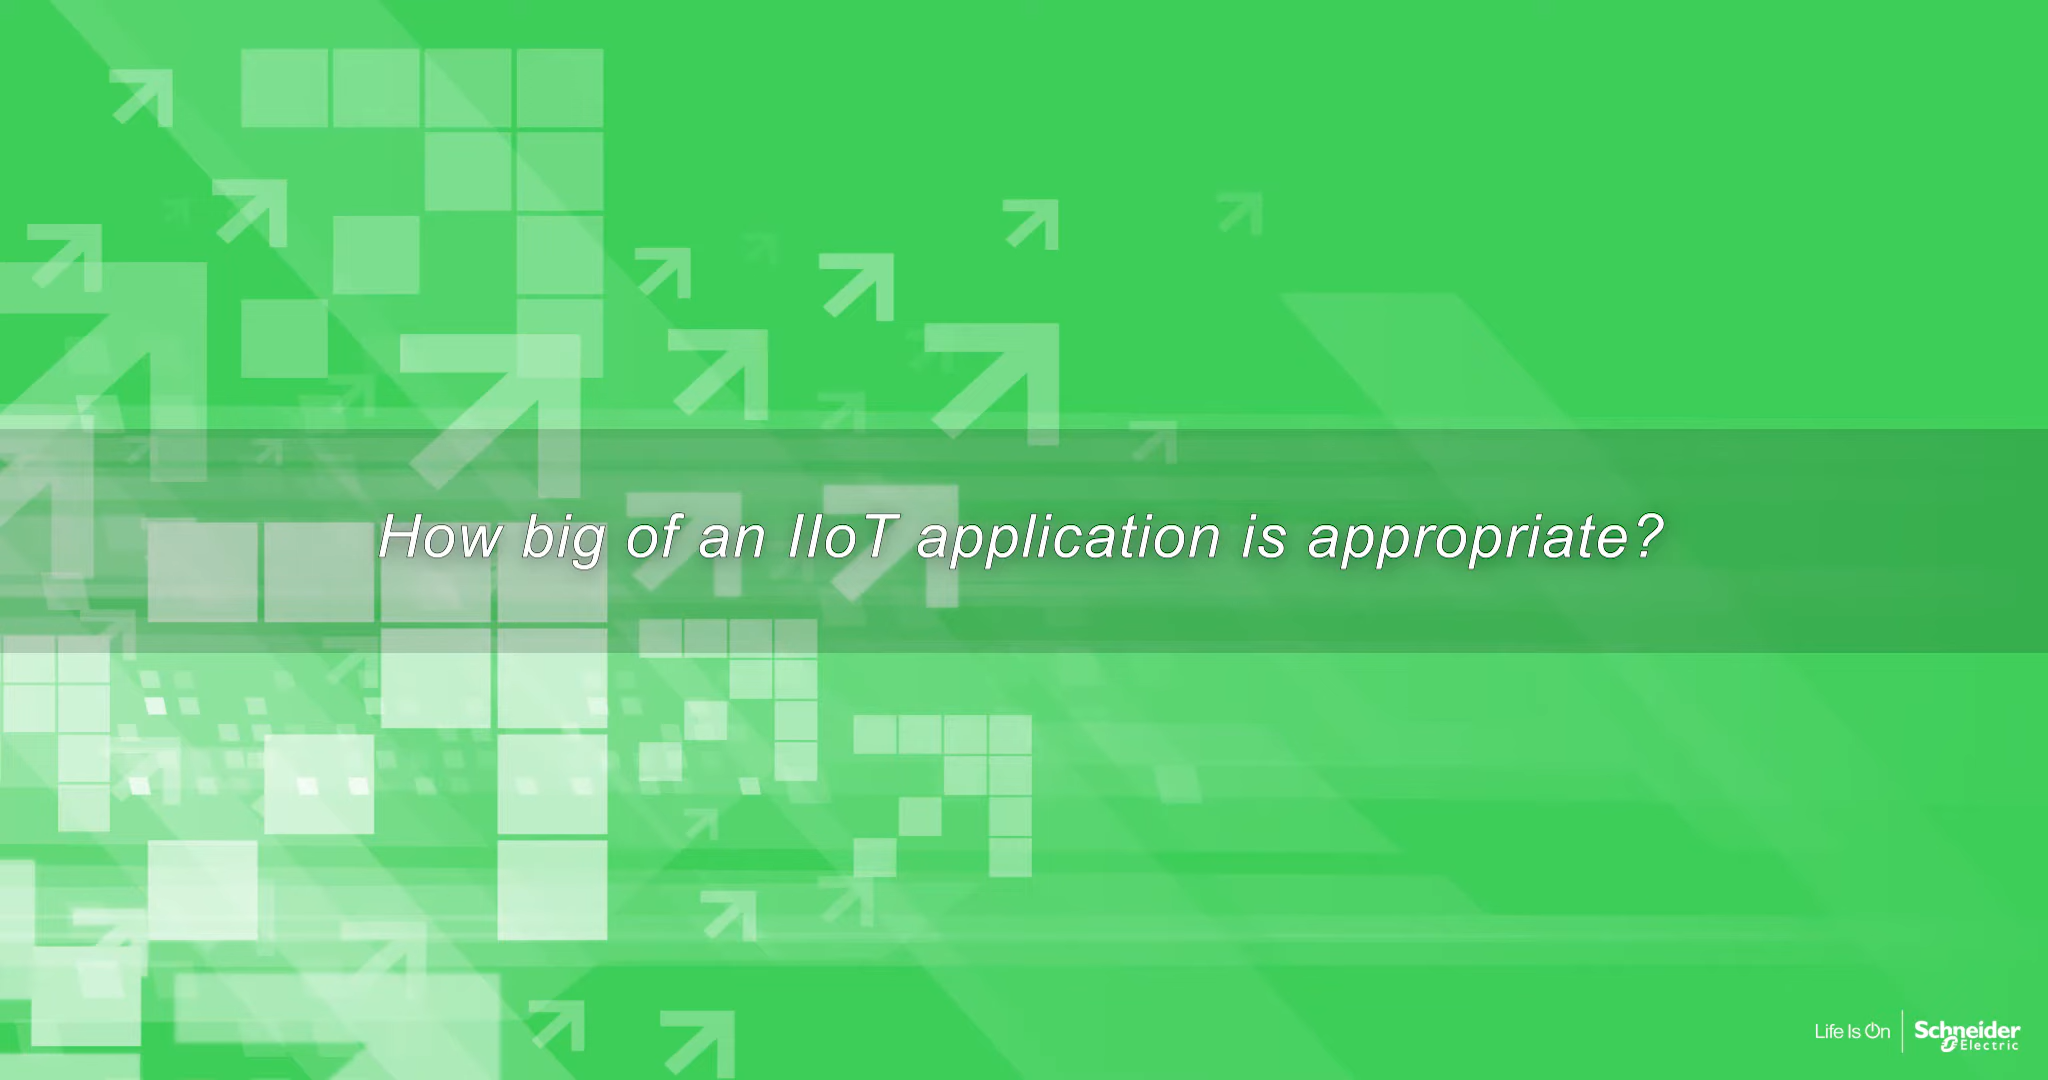 How big of an IIoT application is appropriate?
Life Is On
Schneider
Electric